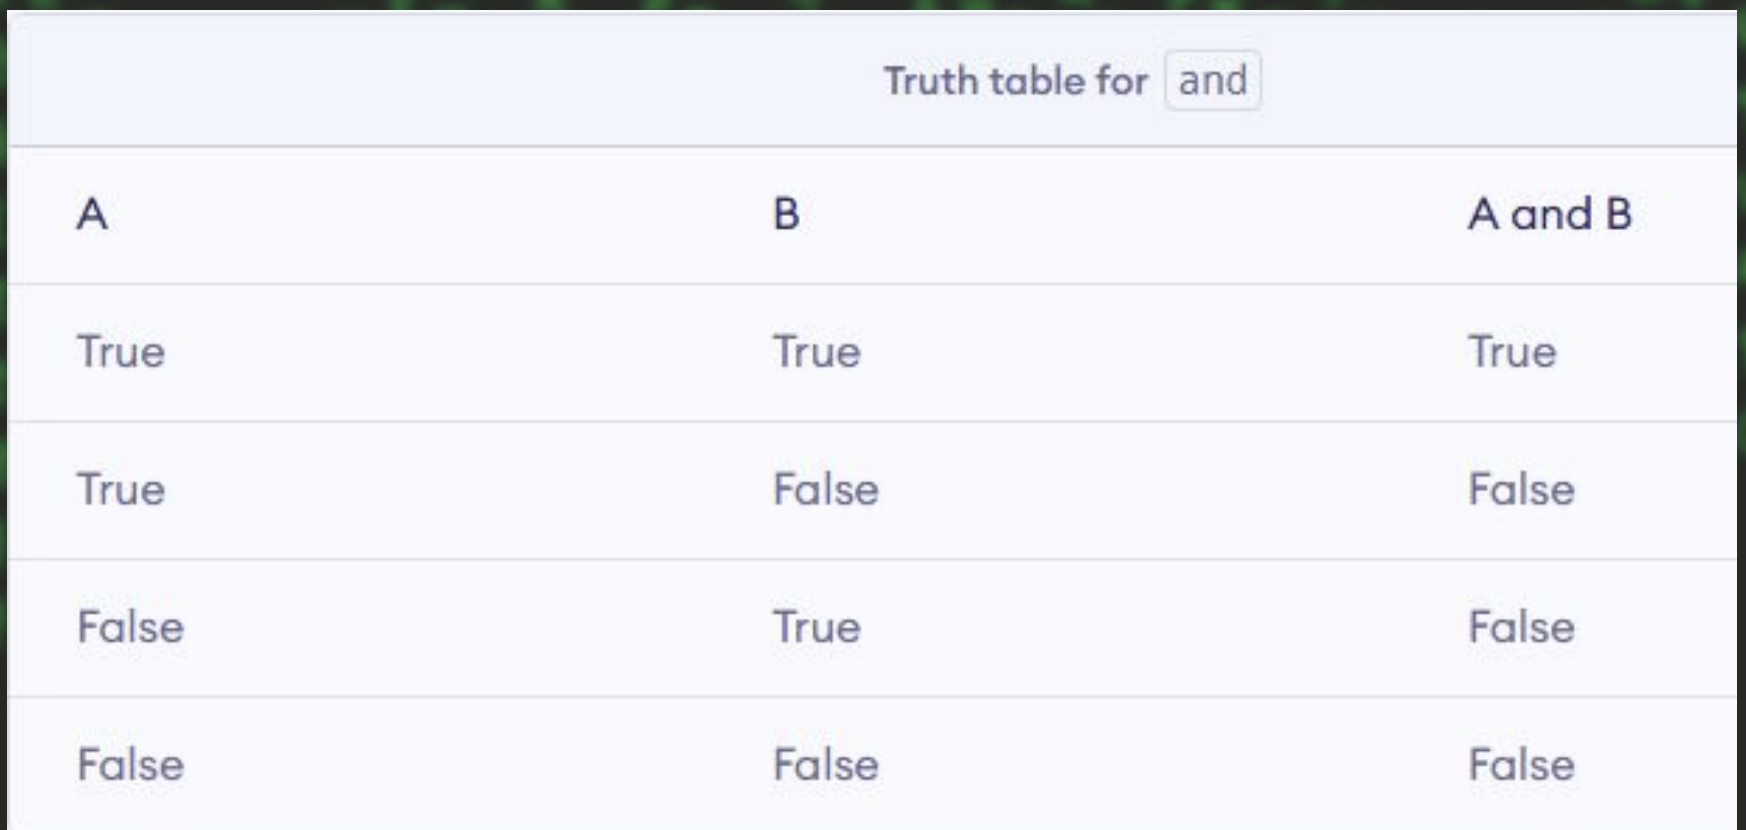 Truth table for and
A B A and B
True True True
True False False
False True False
False False False